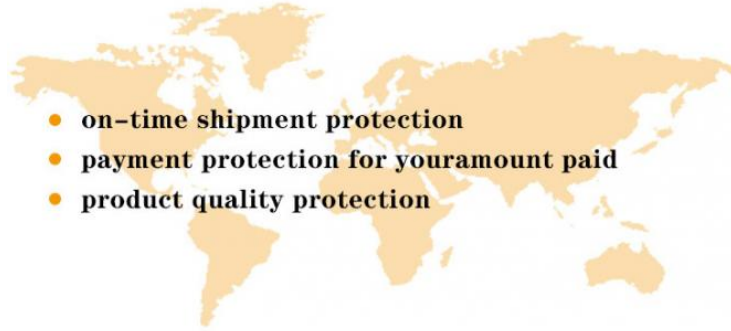 on-time shipment protection
payment protection for youramount paid
product quality protection